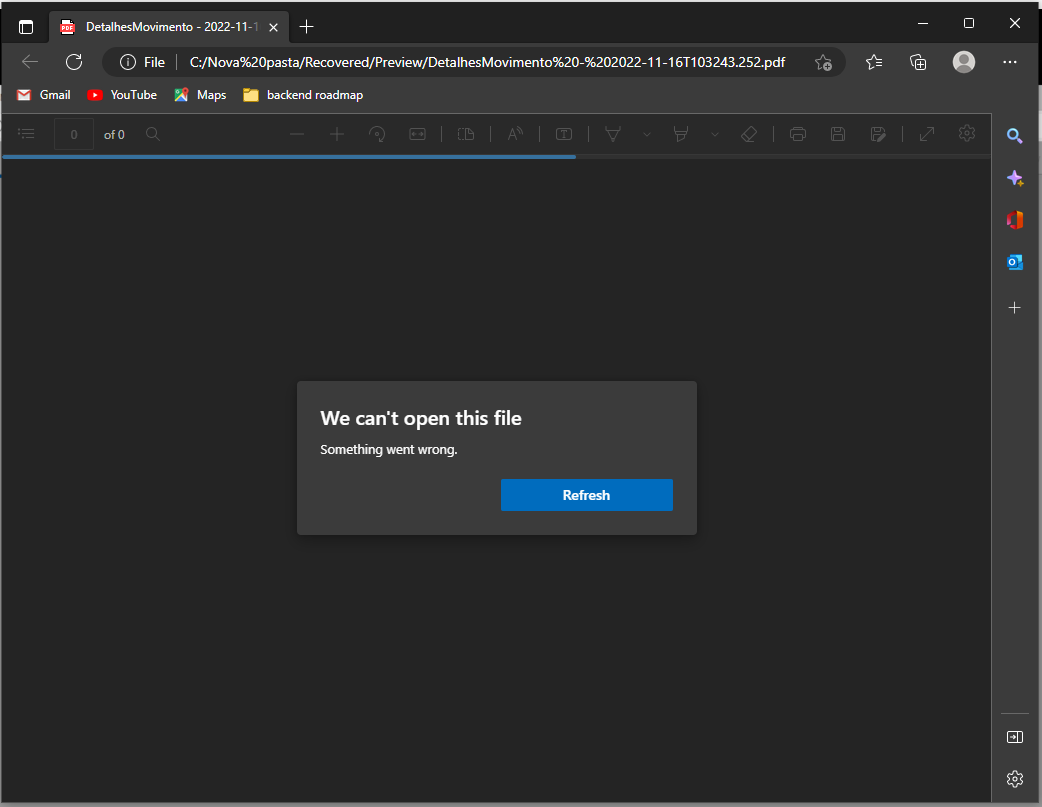 DetalhesMovimento - 2022-11-1
File C:/Nova%20pasta/Recovered/Preview/DetalhesMovimento%20-%202022-11-16T103243.252.pdf
Gmail YouTube Maps backend roadmap
0 of 0
We can't open this file
Something went wrong.
Refresh